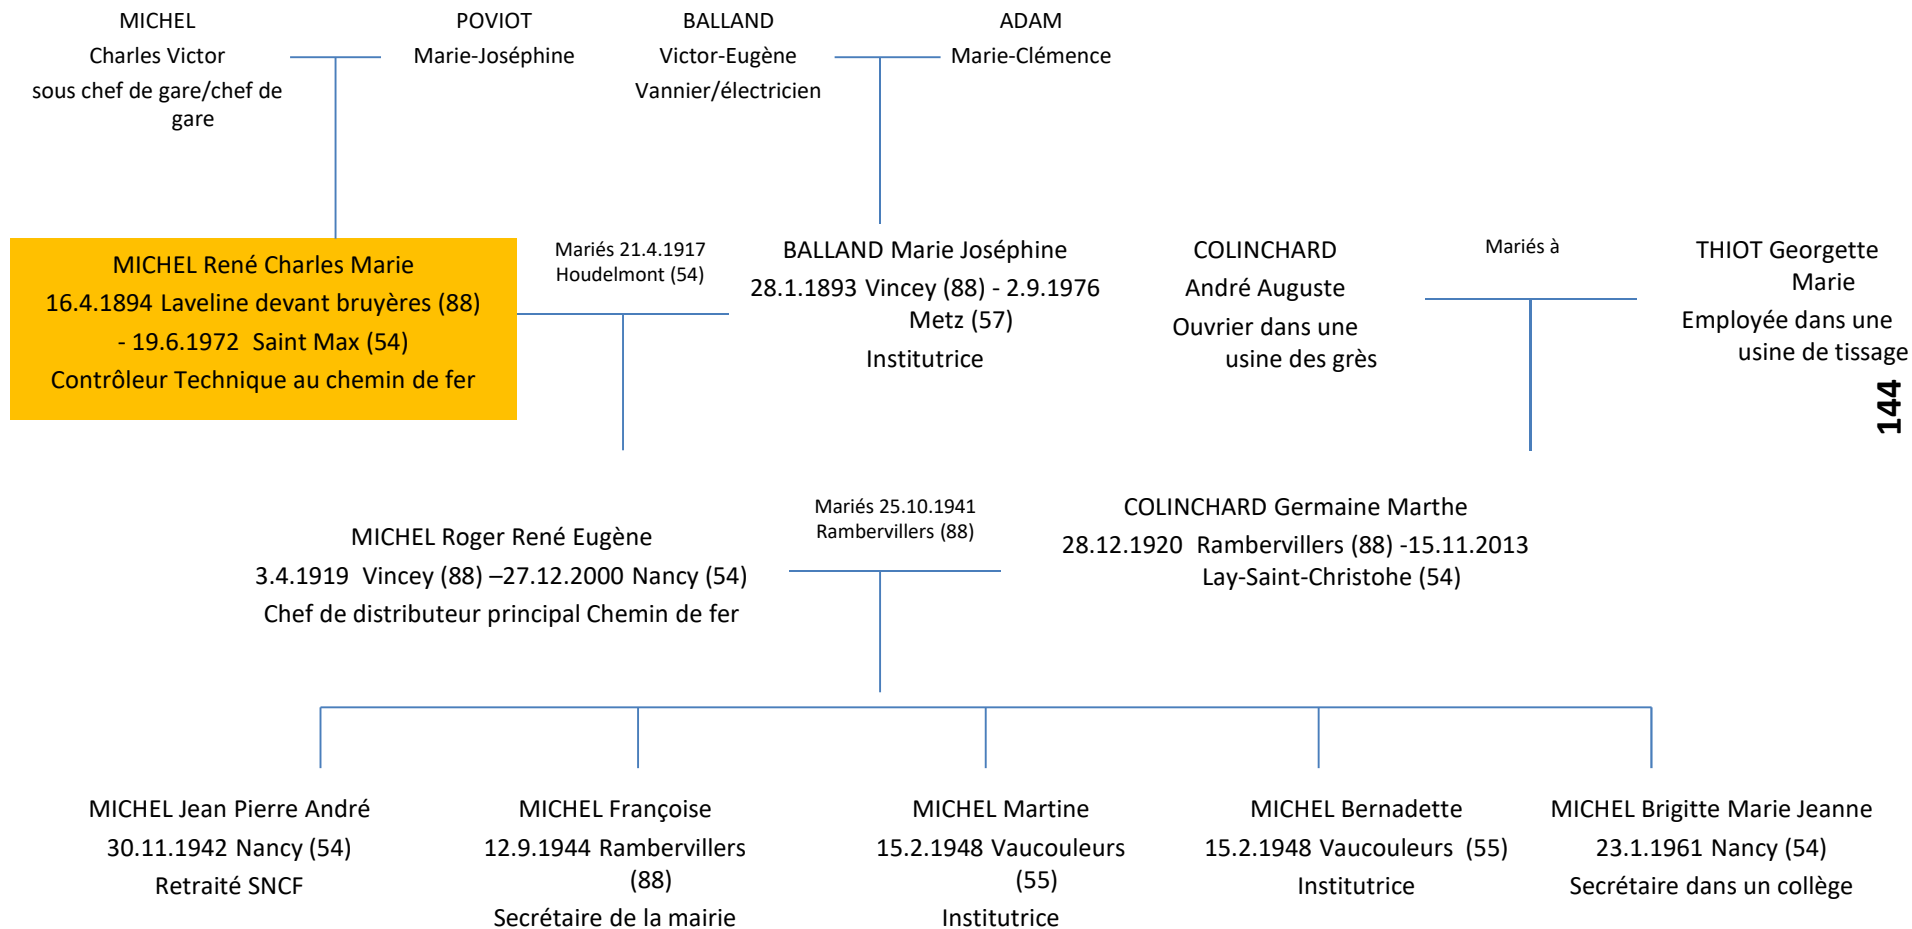 MICHEL
Charles Victor
sous chef de gare/chef de
gare
POVIOT
Marie-Joséphine
BALLAND
Victor-Eugène
Vannier/électricien
ADAM
Marie-Clémence
MICHEL René Charles Marie
16.4.1894 Laveline devant bruyères (88)
- 19.6.1972 Saint Max (54)
Contrôleur Technique au chemin de fer
Mariés 21.4.1917
Houdelmont (54)
BALLAND Marie Joséphine
28.1.1893 Vincey (88) - 2.9.1976
Metz (57)
Institutrice
COLINCHARD
André Auguste
Ouvrier dans une
usine des grès
Mariés à
THIOT Georgette
Marie
Employée dans une
usine de tissage
144
MICHEL Roger René Eugène
3.4.1919 Vincey (88) –27.12.2000 Nancy (54)
Chef de distributeur principal Chemin de fer
Mariés 25.10.1941
Rambervillers (88)
COLINCHARD Germaine Marthe
28.12.1920 Rambervillers (88) -15.11.2013
Lay-Saint-Christohe (54)
MICHEL Jean Pierre André
30.11.1942 Nancy (54)
Retraité SNCF
MICHEL Françoise
12.9.1944 Rambervillers
(88)
Secrétaire de la mairie
MICHEL Martine
15.2.1948 Vaucouleurs
(55)
Institutrice
MICHEL Bernadette
15.2.1948 Vaucouleurs (55)
Institutrice
MICHEL Brigitte Marie Jeanne
23.1.1961 Nancy (54)
Secrétaire dans un collège